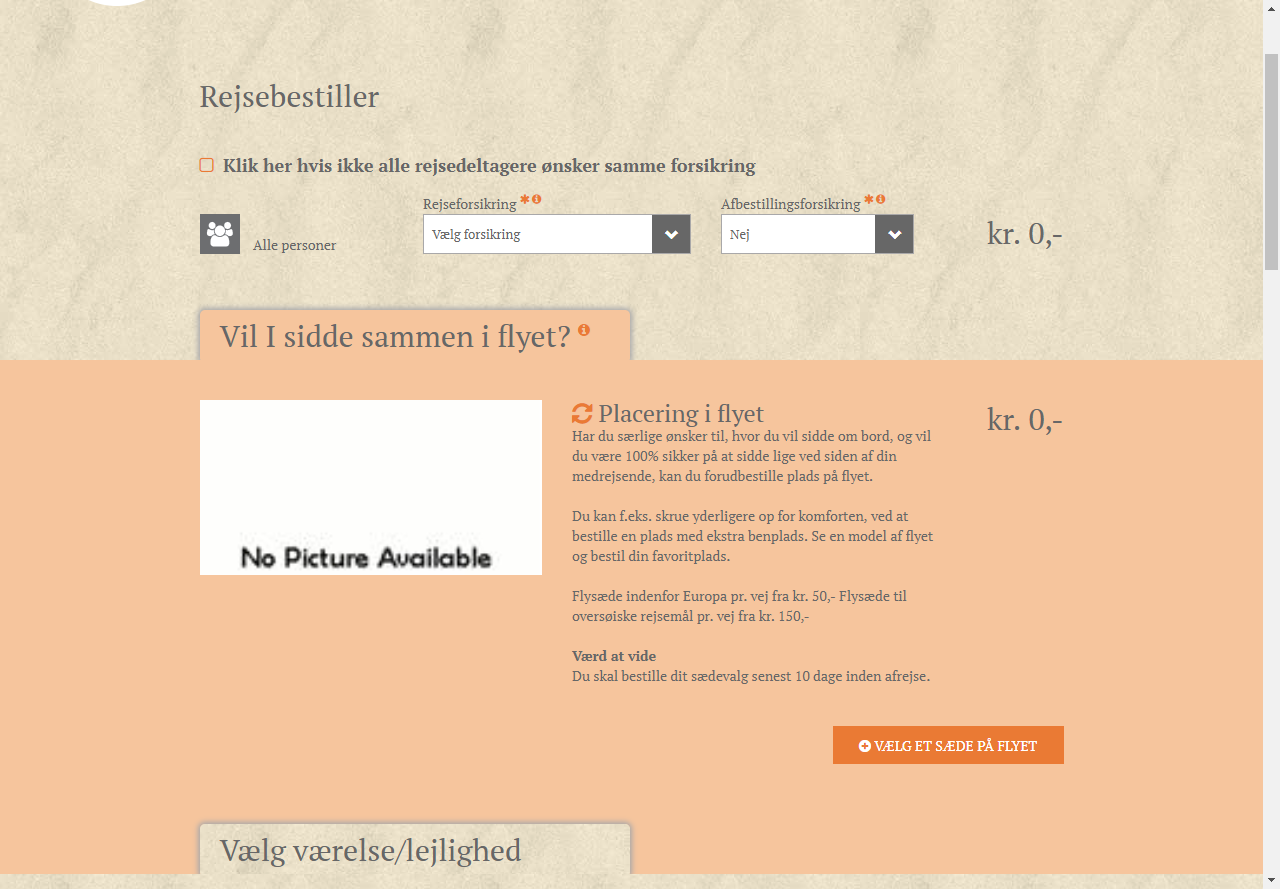 Rejsebestiller
Klik her hvis ikke alle rejsedeltagere ønsker samme forsikring
Rejseforsikring
Afbestillingsforsikring
Alle personer
Vælg forsikring
Nej
kr. 0,-
Vil I sidde sammen i flyet?
No Picture Available
Placering i flyet
kr. 0,-
Har du særlige ønsker til, hvor du vil sidde om bord, og vil
du være 100% sikker på at sidde lige ved siden af din
medrejsende, kan du forudbestille plads på flyet.
Du kan f.eks. skrue yderligere op for komforten, ved at
bestille en plads med ekstra benplads. Se en model af flyet
og bestil din favoritplads.
Flysæde indenfor Europa pr. vej fra kr. 50,- Flysæde til
oversøiske rejsemål pr. vej fra kr. 150,-
Værd at vide
Du skal bestille dit sædevalg senest 10 dage inden afrejse.
VÆLG ET SÆDE PÅ FLYET
Vælg værelse/lejlighed